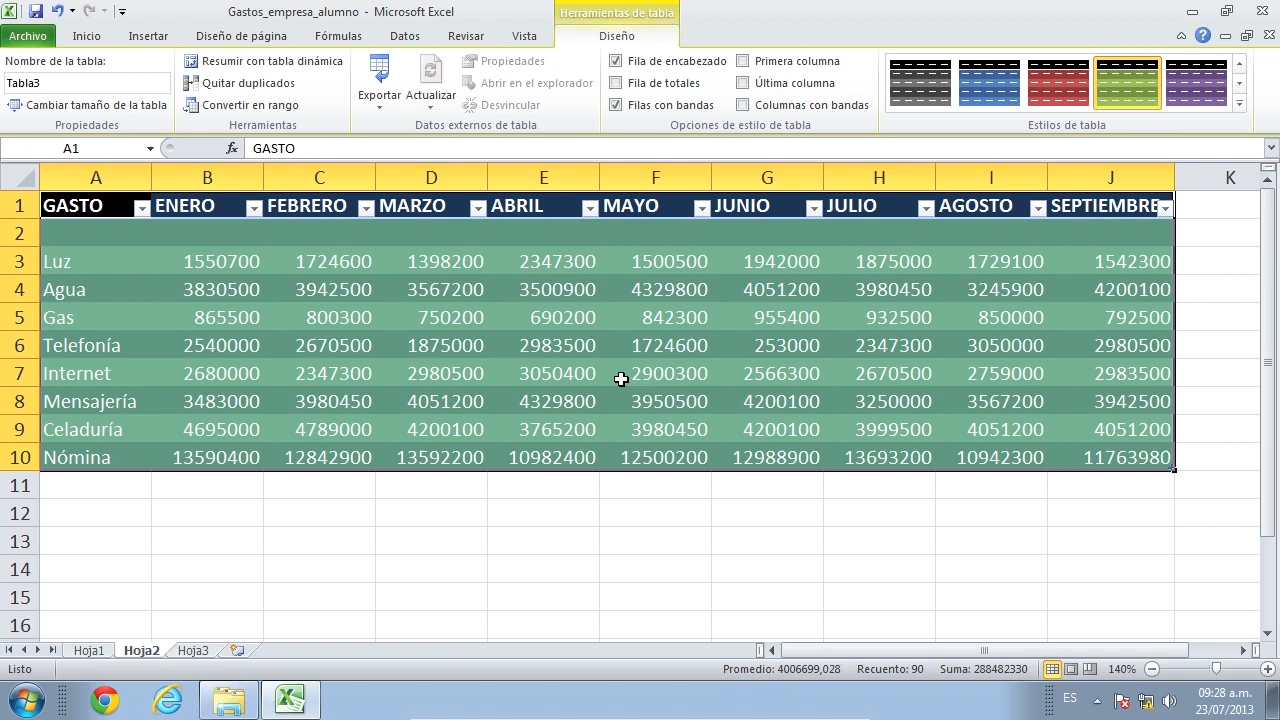 Gastos_empresa_alumno - Microsoft Excel
Herramientas de tabla
Archivo Inicio Insertar Diseño de página Fórmulas Datos Revisar Vista Diseño
Nombre de la tabla:
Tabla3
Cambiar tamaño de la tabla
Propiedades
Resumir con tabla dinámica
Quitar duplicados
Convertir en rango
Herramientas
Exportar Actualizar
Propiedades
Abrir en el explorador
Desvincular
Datos externos de tabla
Fila de encabezado
Fila de totales
Filas con bandas
Primera columna
Última columna
Columnas con bandas
Opciones de estilo de tabla
Estilos de tabla
A1 fx GASTO
A B C D E F G H I J K
1 GASTO ENERO FEBRERO MARZO ABRIL MAYO JUNIO JULIO AGOSTO SEPTIEMBRE
2
3 Luz 1550700 1724600 1398200 2347300 1500500 1942000 1875000 1729100 1542300
4 Agua 3830500 3942500 3567200 3500900 4329800 4051200 3980450 3245900 4200100
5 Gas 865500 800300 750200 690200 842300 955400 932500 850000 792500
6 Telefonía 2540000 2670500 1875000 2983500 1724600 253000 2347300 3050000 2980500
7 Internet 2680000 2347300 2980500 3050400 2900300 2566300 2670500 2759000 2983500
8 Mensajería 3483000 3980450 4051200 4329800 3950500 4200100 3250000 3567200 3942500
9 Celaduría 4695000 4789000 4200100 3765200 3980450 4200100 3999500 4051200 4051200
10 Nómina 13590400 12842900 13592200 10982400 12500200 12988900 13693200 10942300 11763980
11
12
13
14
15
16
Hoja1 Hoja2 Hoja3
Listo Promedio: 4006699,028 Recuento: 90 Suma: 288482330 140%
ES 09:28 a.m.
23/07/2013